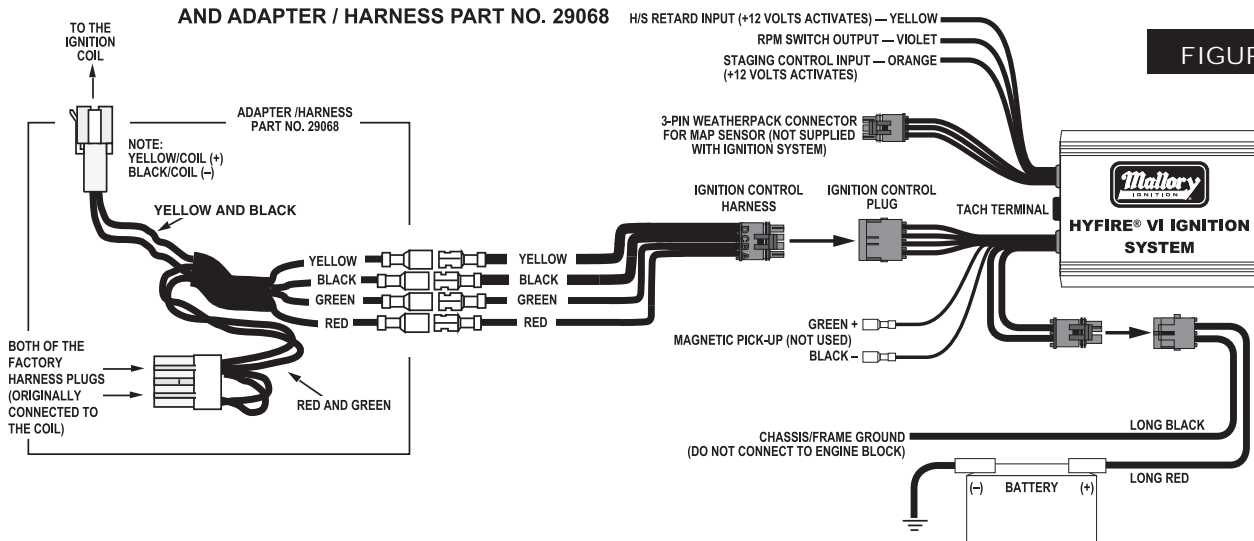 AND ADAPTER / HARNESS PART NO. 29068
H/S RETARD INPUT (+12 VOLTS ACTIVATES) — YELLOW
RPM SWITCH OUTPUT — VIOLET
STAGING CONTROL INPUT — ORANGE
(+12 VOLTS ACTIVATES)
FIGUR
TO THE
IGNITION
COIL
ADAPTER /HARNESS
PART NO. 29068
NOTE:
YELLOW/COIL (+)
BLACK/COIL (–)
YELLOW AND BLACK
3-PIN WEATHERPACK CONNECTOR
FOR MAP SENSOR (NOT SUPPLIED
WITH IGNITION SYSTEM)
IGNITION CONTROL
HARNESS
IGNITION CONTROL
PLUG
TACH TERMINAL
Mallory
IGNITION
HYFIRE® VI IGNITION
SYSTEM
YELLOW
BLACK
GREEN
RED
YELLOW
BLACK
GREEN
RED
GREEN +
MAGNETIC PICK-UP (NOT USED)
BLACK –
BOTH OF THE
FACTORY
HARNESS PLUGS
(ORIGINALLY
CONNECTED TO
THE COIL)
RED AND GREEN
CHASSIS/FRAME GROUND
(DO NOT CONNECT TO ENGINE BLOCK)
LONG BLACK
LONG RED
(–) BATTERY (+)